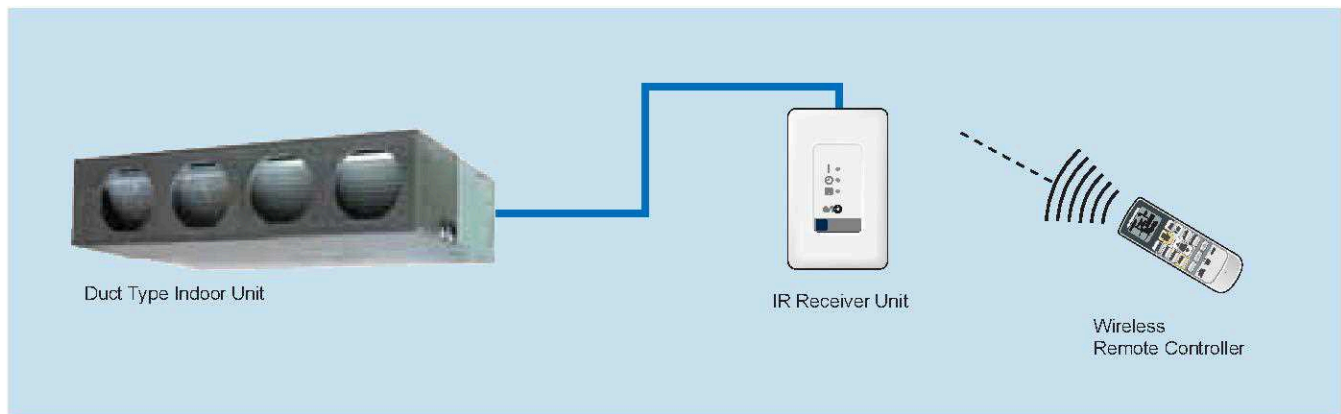 Duct Type Indoor Unit
IR Receiver Unit
Wireless
Remote Controller